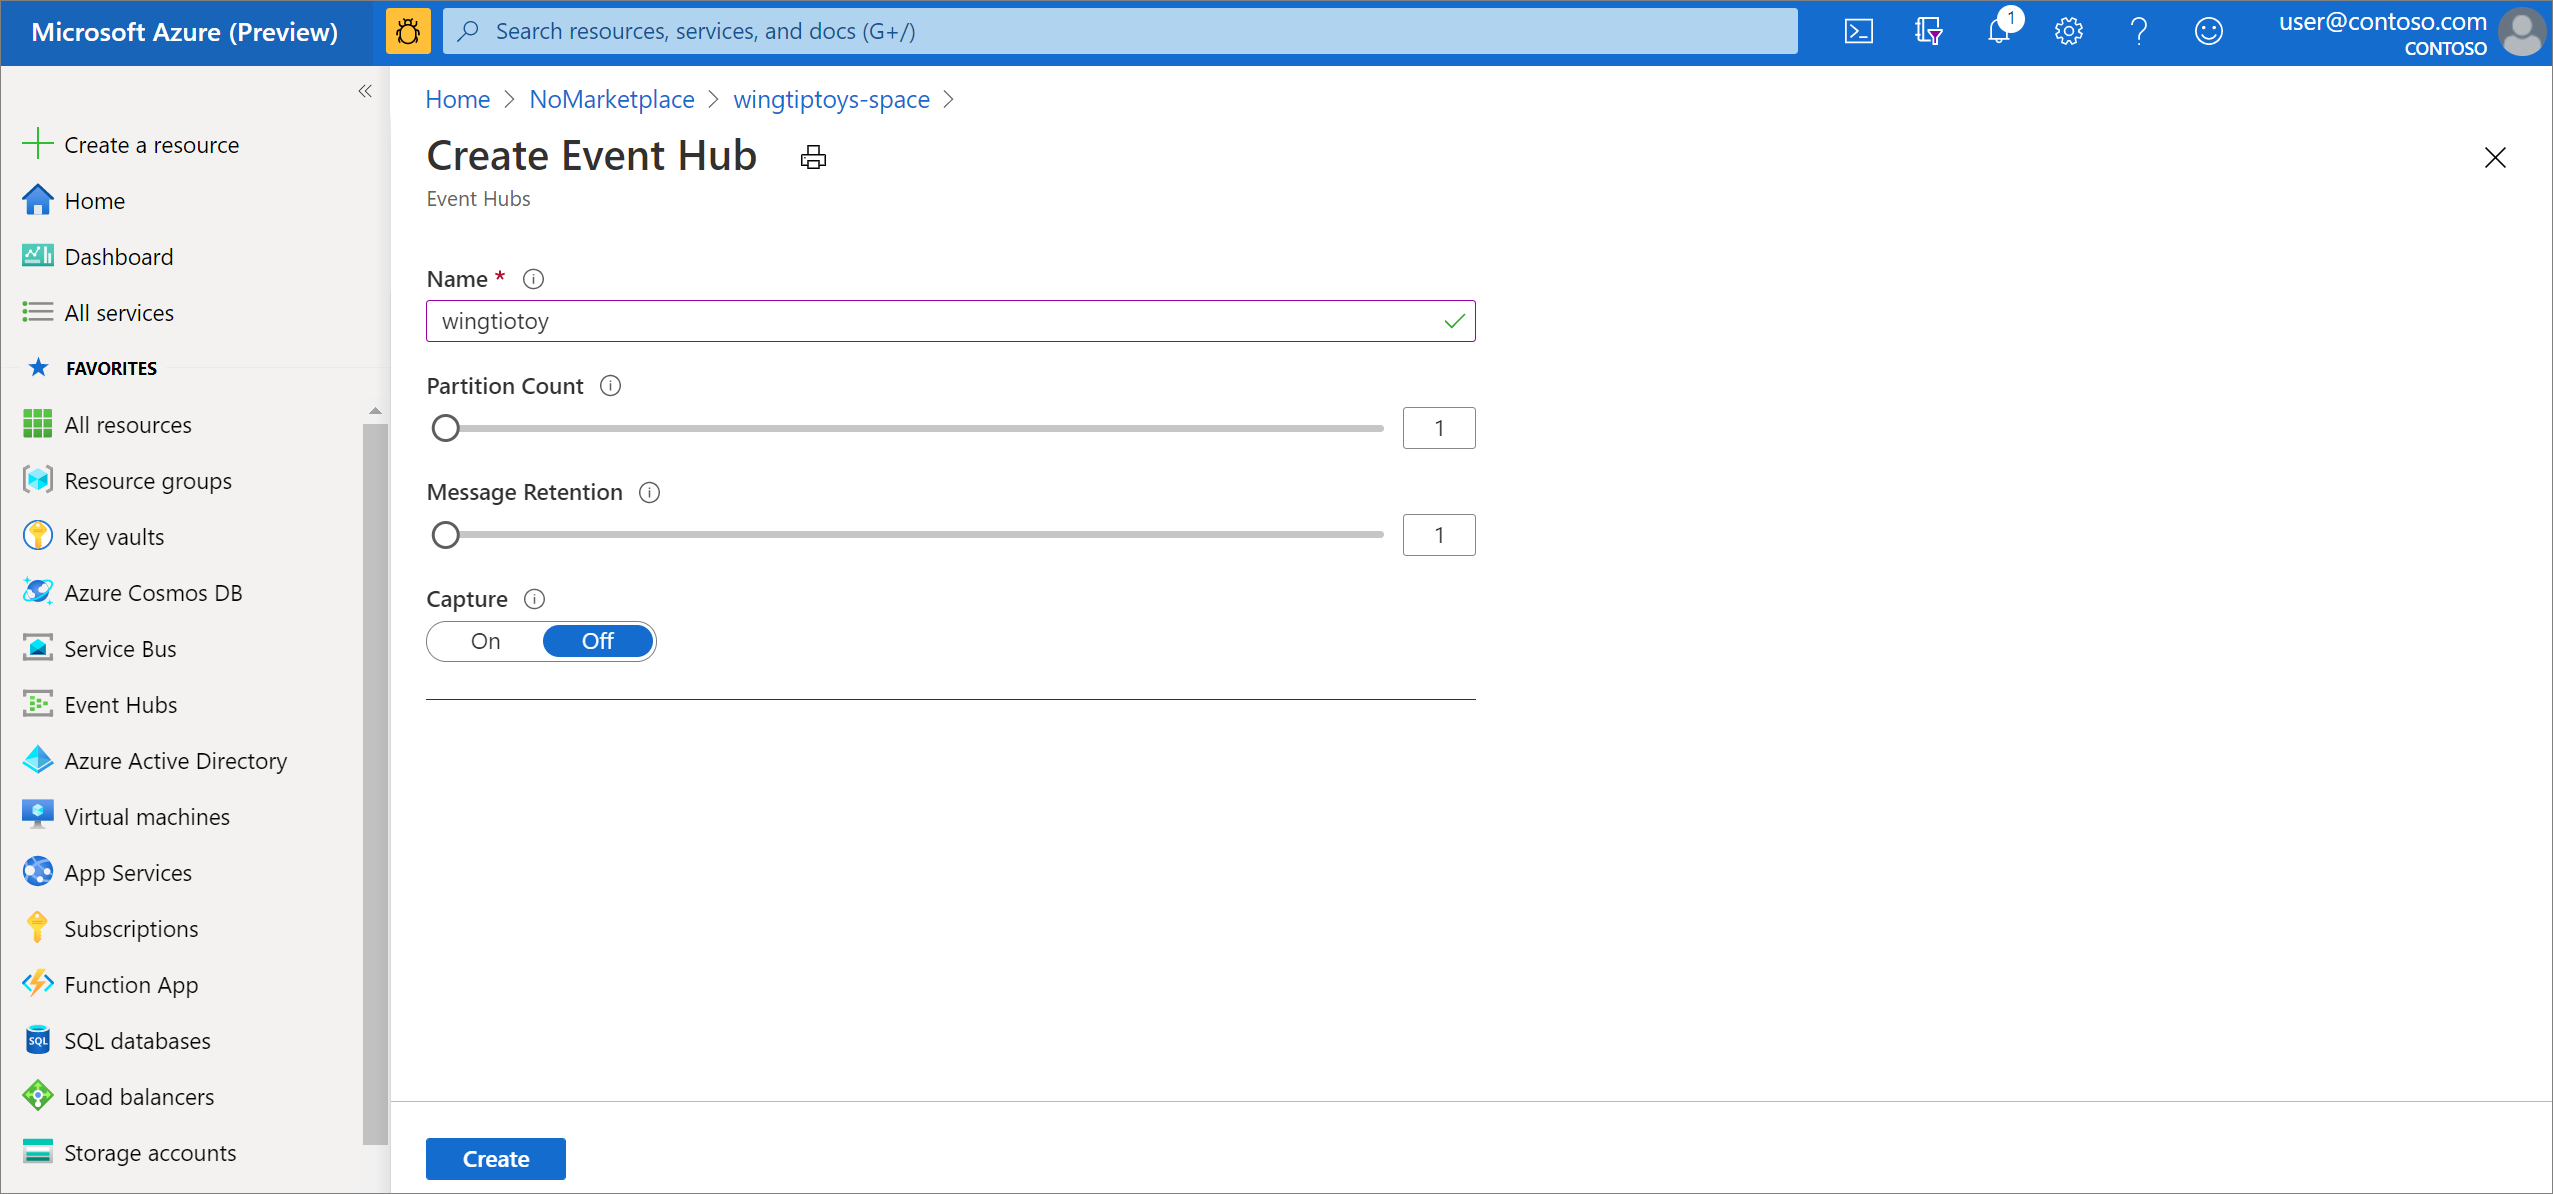 Microsoft Azure (Preview)
Search resources, services, and docs (G+/)
1
user@contoso.com
CONTOSO
Create a resource
Home
Dashboard
All services
FAVORITES
All resources
Resource groups
Key vaults
Azure Cosmos DB
Service Bus
Event Hubs
Azure Active Directory
Virtual machines
App Services
Subscriptions
Function App
SQL
SQL databases
Load balancers
Storage accounts
Home > NoMarketplace > wingtiptoys-space >
Create Event Hub
Event Hubs
Name *
wingtiotoy
Partition Count
1
Message Retention
1
Capture
On Off
Create